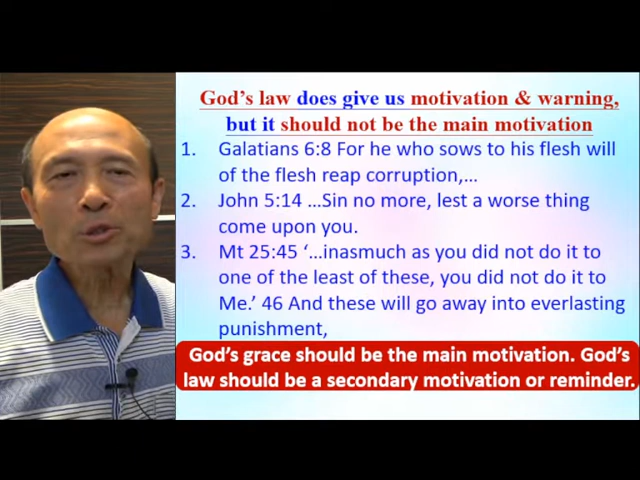 God's law does give us motivation & warning,
but it should not be the main motivation
1. Galatians 6:8 For he who sows to his flesh will
of the flesh reap corruption,...
2. John 5:14 ...Sin no more, lest a worse thing
come upon you.
3. Mt 25:45 '...inasmuch as you did not do it to
one of the least of these, you did not do it to
Me.' 46 And these will go away into everlasting
punishment,
God's grace should be the main motivation. God's
law should be a secondary motivation or reminder.